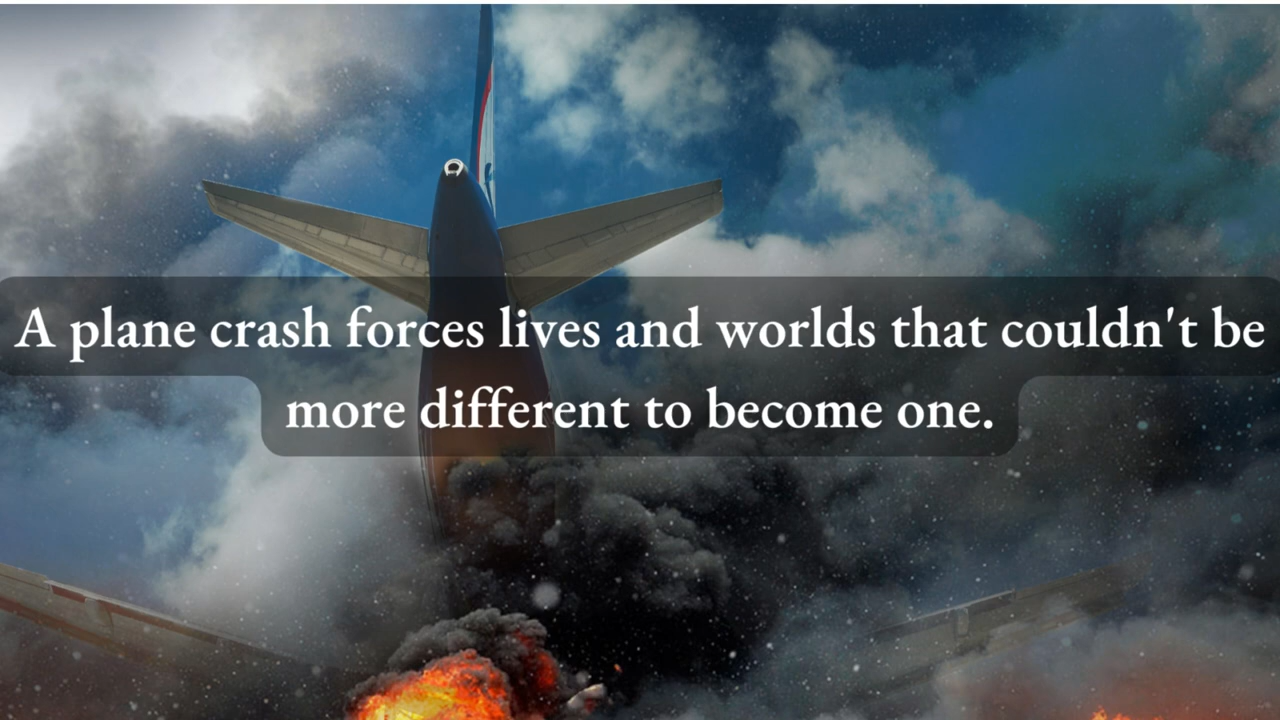 A plane crash forces lives and worlds that couldn't be
more different to become one.